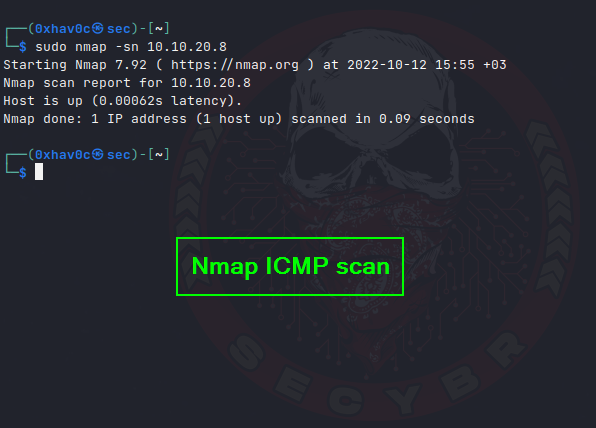 ┌──(0xhav0c㉿sec)-[~]
└─$ sudo nmap -sn 10.10.20.8
Starting Nmap 7.92 ( https://nmap.org ) at 2022-10-12 15:55 +03
Nmap scan report for 10.10.20.8
Host is up (0.00062s latency).
Nmap done: 1 IP address (1 host up) scanned in 0.09 seconds
┌──(0xhav0c㉿sec)-[~]
└─$
Nmap ICMP scan
SECYBR